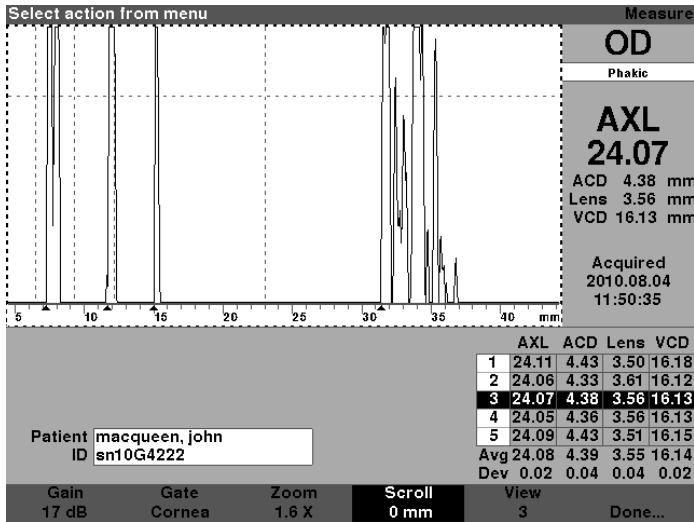 Select action from menu
Measure
OD
Phakic
AXL
24.07
ACD 4.38 mm
Lens 3.56 mm
VCD 16.13 mm
Acquired
2010.08.04
11:50:35
5 10 15 20 25 30 35 40 mm
AXL ACD Lens VCD
1 24.11 4.43 3.50 16.18
2 24.06 4.33 3.61 16.12
3 24.07 4.38 3.56 16.13
4 24.05 4.36 3.56 16.13
5 24.09 4.43 3.51 16.15
Avg 24.08 4.39 3.55 16.14
Dev 0.02 0.04 0.04 0.02
Patient macqueen, john
ID sn10G4222
Gain Gate Zoom Scroll View
17 dB Cornea 1.6 X 0 mm 3 Done...